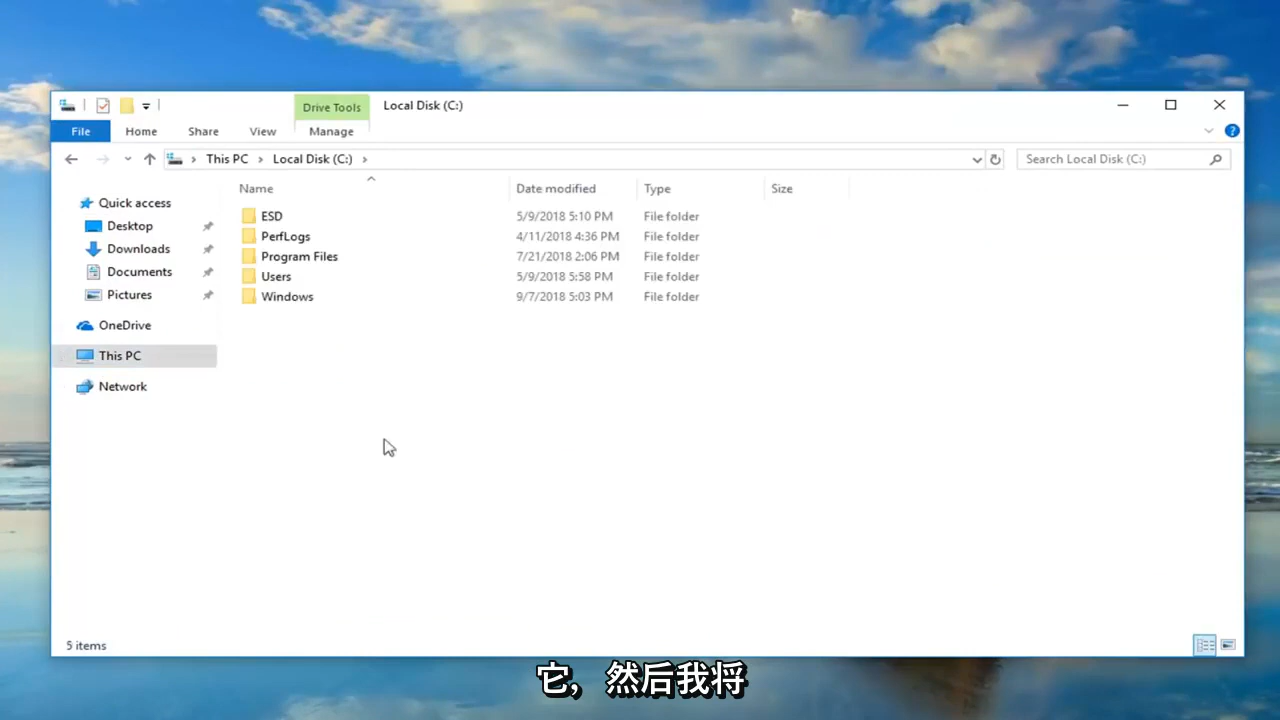 Drive Tools Local Disk (C:)
File Home Share View Manage
This PC Local Disk (C:) Search Local Disk (C:)
Name Date modified Type Size
Quick access
Desktop
Downloads
Documents
Pictures
OneDrive
This PC
Network
ESD 5/9/2018 5:10 PM File folder
PerfLogs 4/11/2018 4:36 PM File folder
Program Files 7/21/2018 2:06 PM File folder
Users 5/9/2018 5:58 PM File folder
Windows 9/7/2018 5:03 PM File folder
5 items
它，然后我将